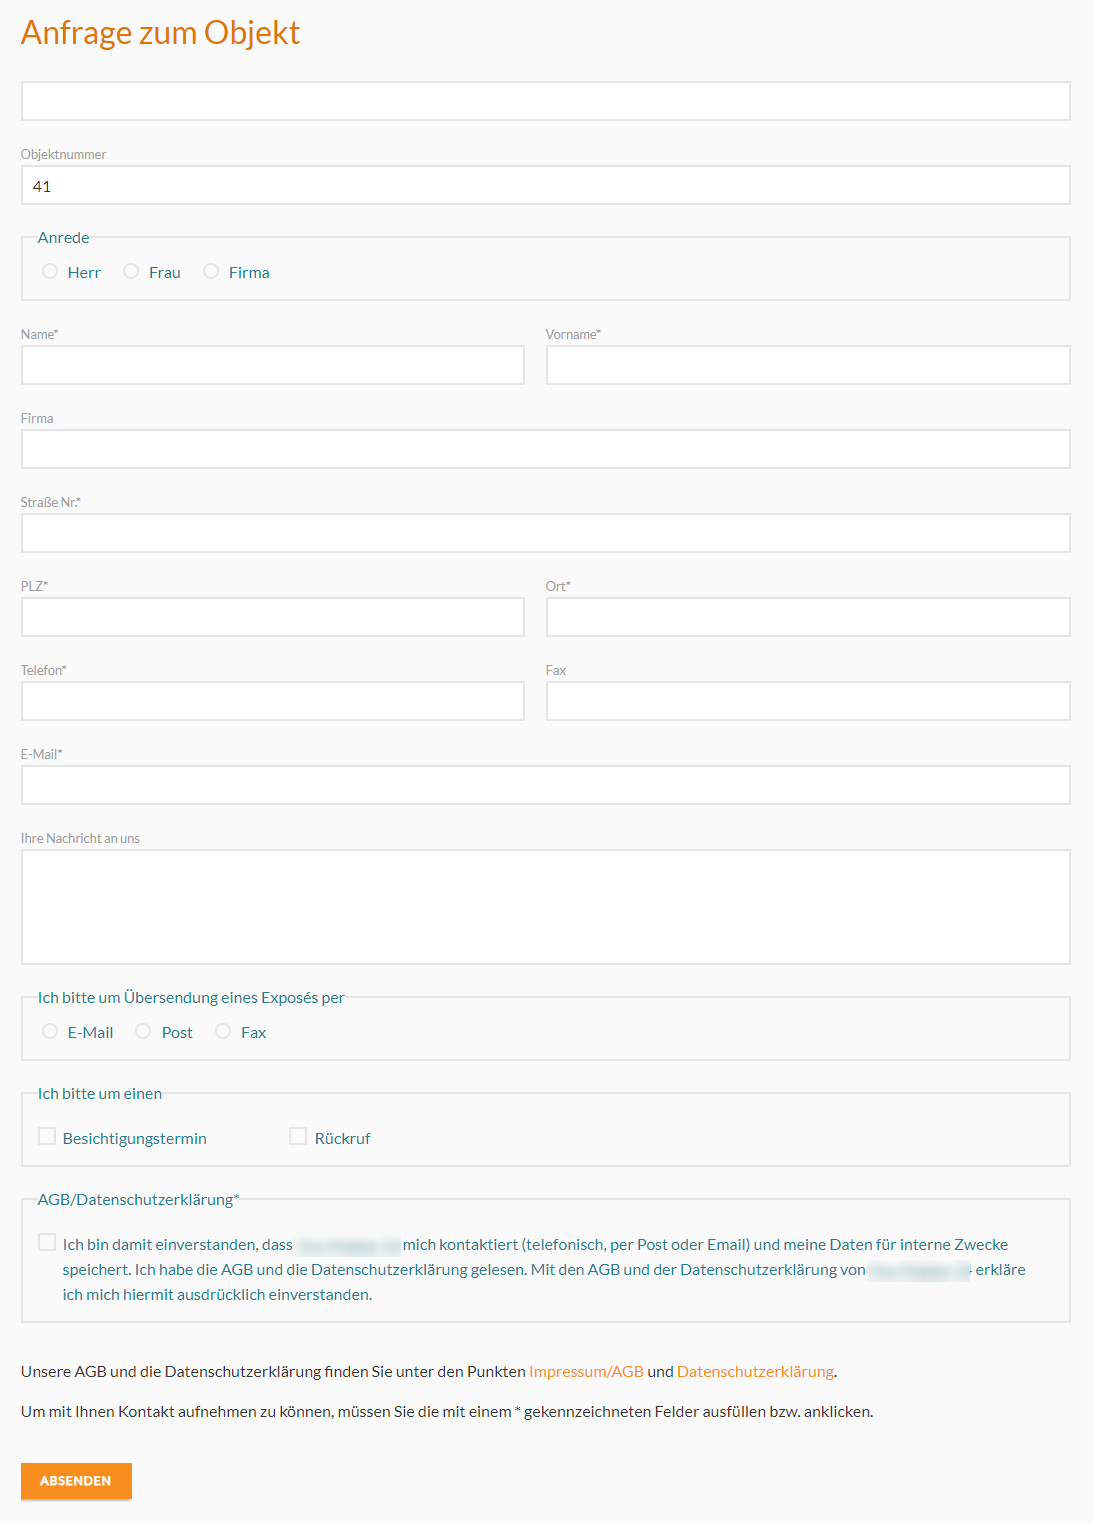 Anfrage zum Objekt
Objektnummer
41
Anrede
Herr Frau Firma
Name* Vorname*
Firma
Straße Nr.*
PLZ* Ort*
Telefon* Fax
E-Mail*
Ihre Nachricht an uns
Ich bitte um Übersendung eines Exposés per
E-Mail Post Fax
Ich bitte um einen
Besichtigungstermin Rückruf
AGB/Datenschutzerklärung*
Ich bin damit einverstanden, dass mich kontaktiert (telefonisch, per Post oder Email) und meine Daten für interne Zwecke
speichert. Ich habe die AGB und die Datenschutzerklärung gelesen. Mit den AGB und der Datenschutzerklärung von erkläre
ich mich hiermit ausdrücklich einverstanden.
Unsere AGB und die Datenschutzerklärung finden Sie unter den Punkten Impressum/AGB und Datenschutzerklärung.
Um mit Ihnen Kontakt aufnehmen zu können, müssen Sie die mit einem * gekennzeichneten Felder ausfüllen bzw. anklicken.
ABSENDEN